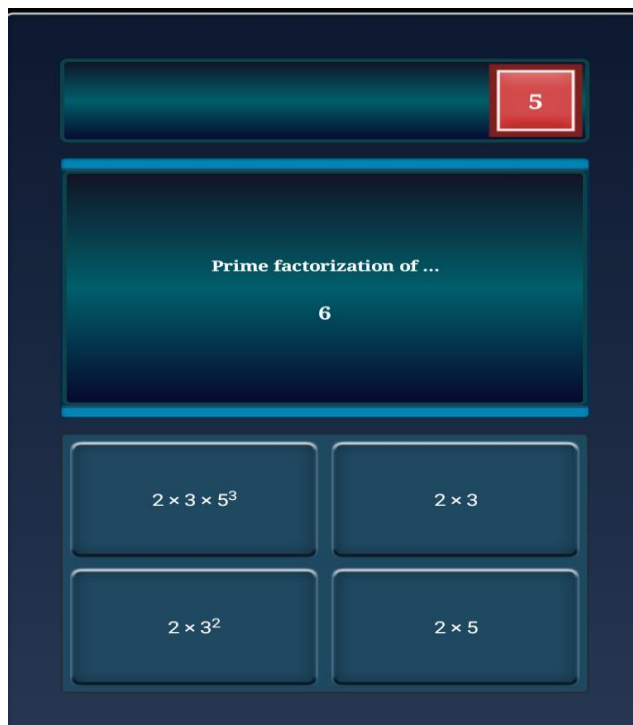 5
Prime factorization of ...
6
2 × 3 × 5³
2 × 3
2 × 3²
2 × 5